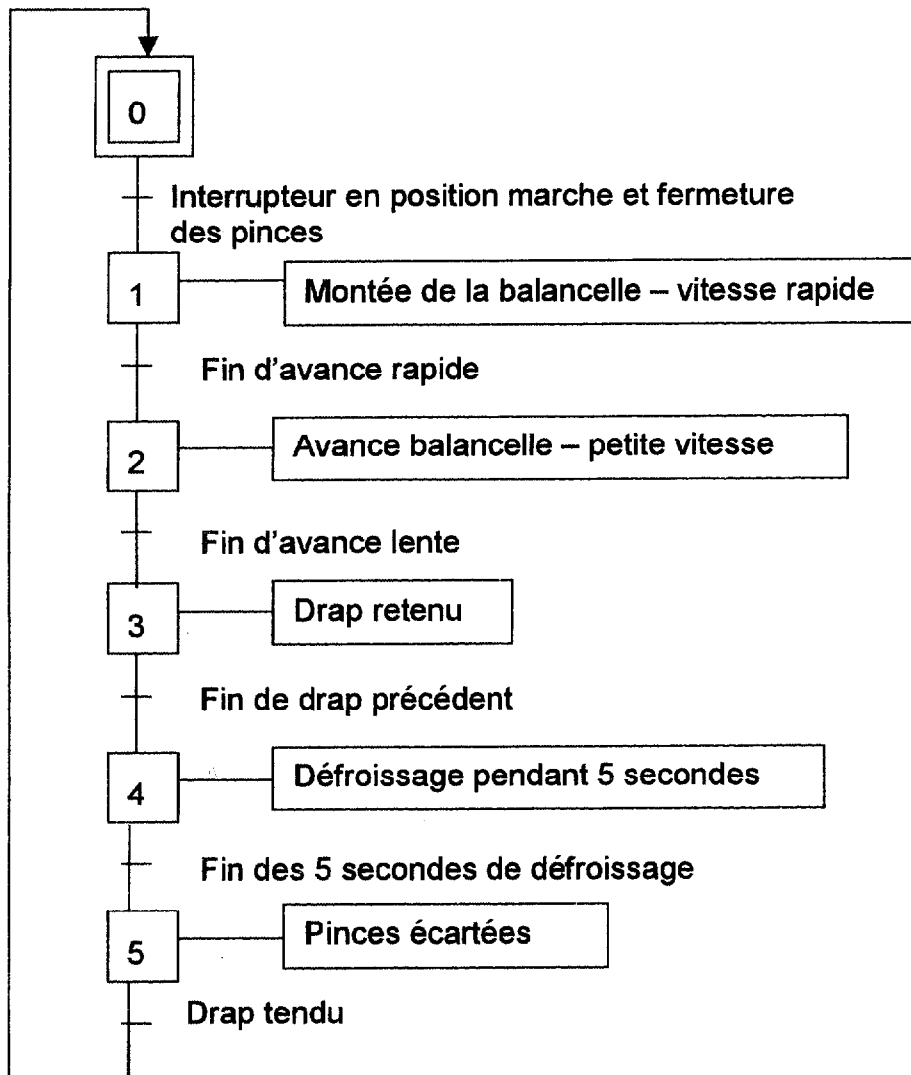 0
Interrupteur en position marche et fermeture
des pinces
1
Montée de la balancelle – vitesse rapide
Fin d'avance rapide
2
Avance balancelle – petite vitesse
Fin d'avance lente
3
Drap retenu
Fin de drap précédent
4
Défroissage pendant 5 secondes
Fin des 5 secondes de défroissage
5
Pinces écartées
Drap tendu